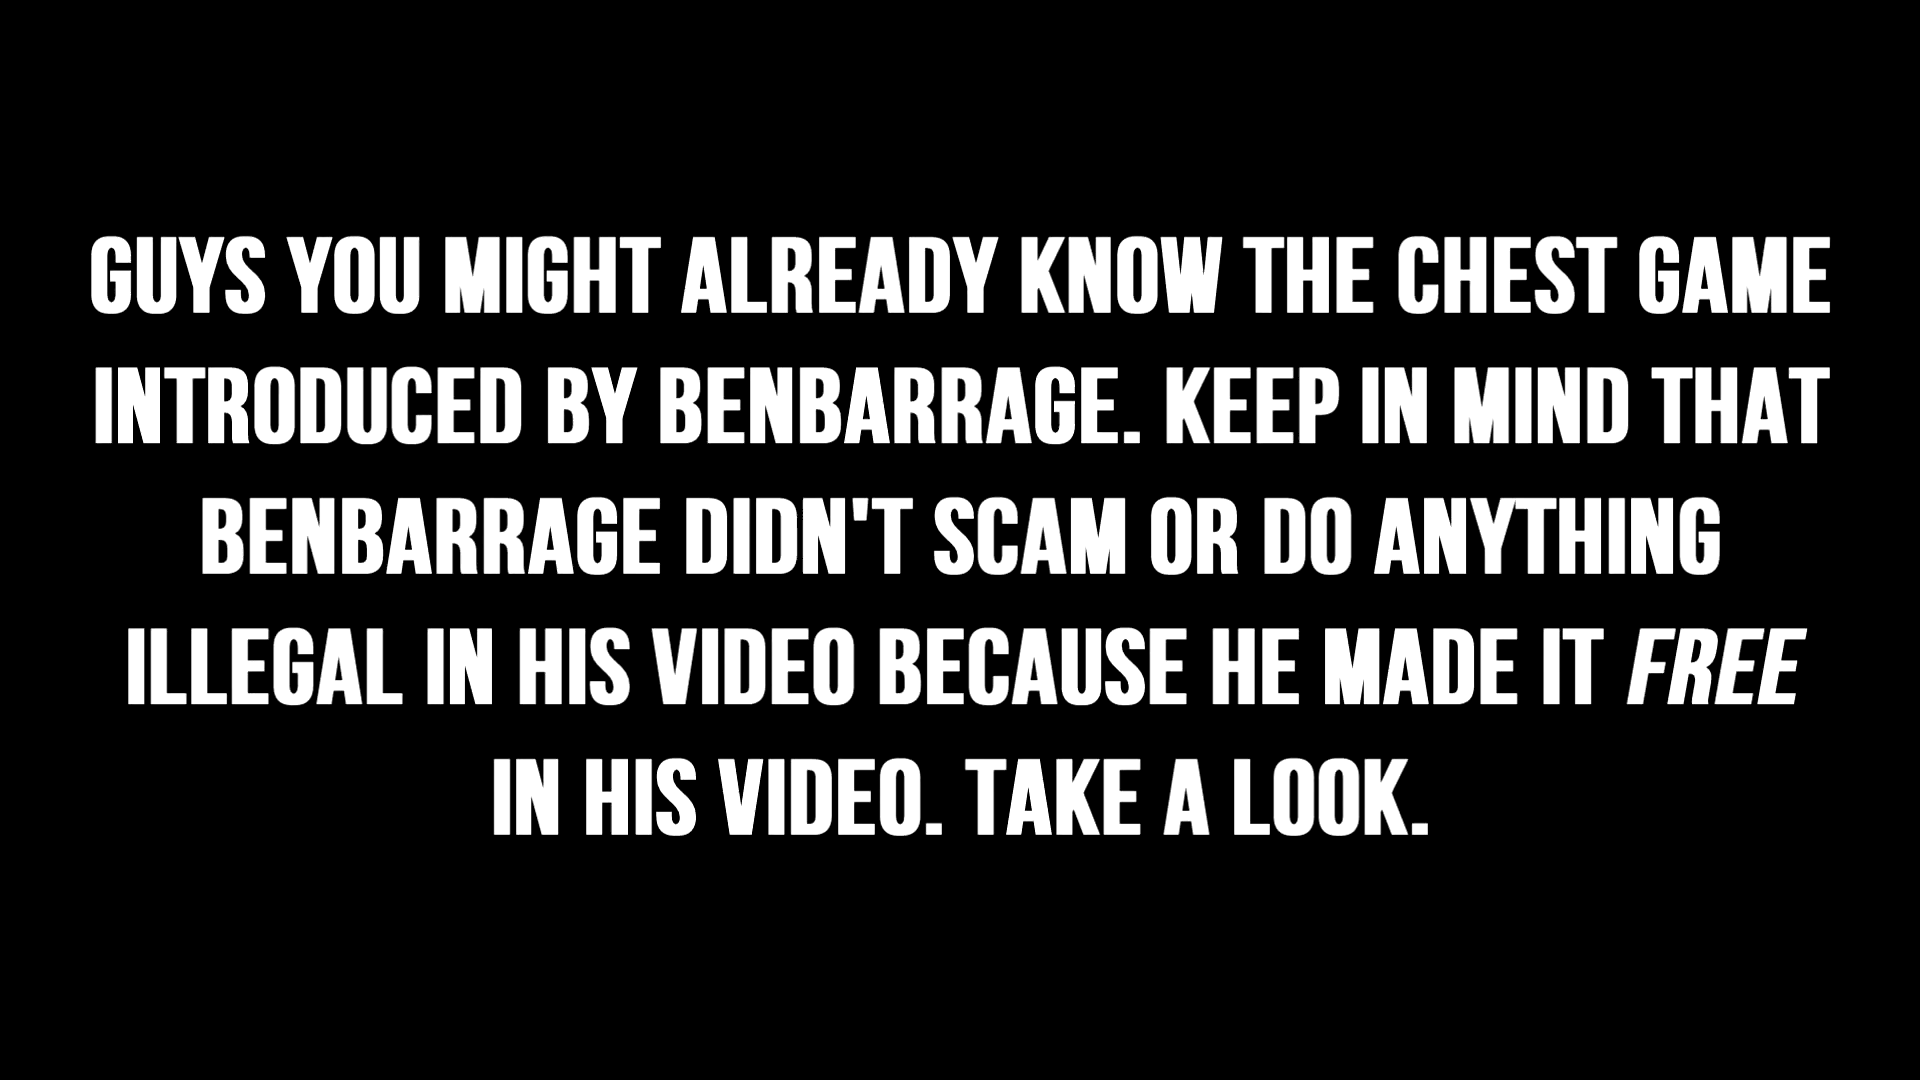 GUYS YOU MIGHT ALREADY KNOW THE CHEST GAME
INTRODUCED BY BENBARRAGE. KEEP IN MIND THAT
BENBARRAGE DIDN'T SCAM OR DO ANYTHING
ILLEGAL IN HIS VIDEO BECAUSE HE MADE IT FREE
IN HIS VIDEO. TAKE A LOOK.